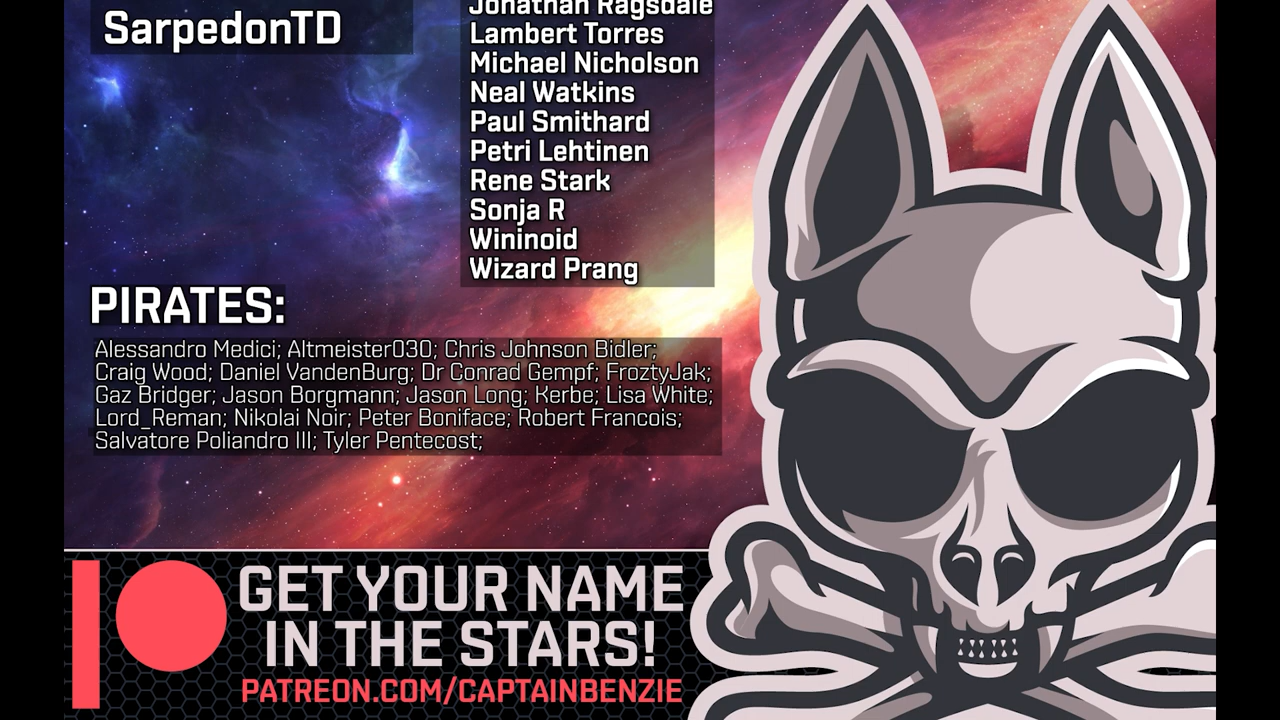 SarpedonTD
Jonathan Ragsdale
Lambert Torres
Michael Nicholson
Neal Watkins
Paul Smithard
Petri Lehtinen
Rene Stark
Sonja R
Wininoid
Wizard Prang
PIRATES:
Alessandro Medici; Altmeister030; Chris Johnson Bidler;
Craig Wood; Daniel VandenBurg; Dr Conrad Gempf; FroztyJak;
Gaz Bridger; Jason Borgmann; Jason Long; Kerbe; Lisa White;
Lord_Reman; Nikolai Noir; Peter Boniface; Robert Francois;
Salvatore Poliandro III; Tyler Pentecost;
GET YOUR NAME
IN THE STARS!
PATREON.COM/CAPTAINBENZIE